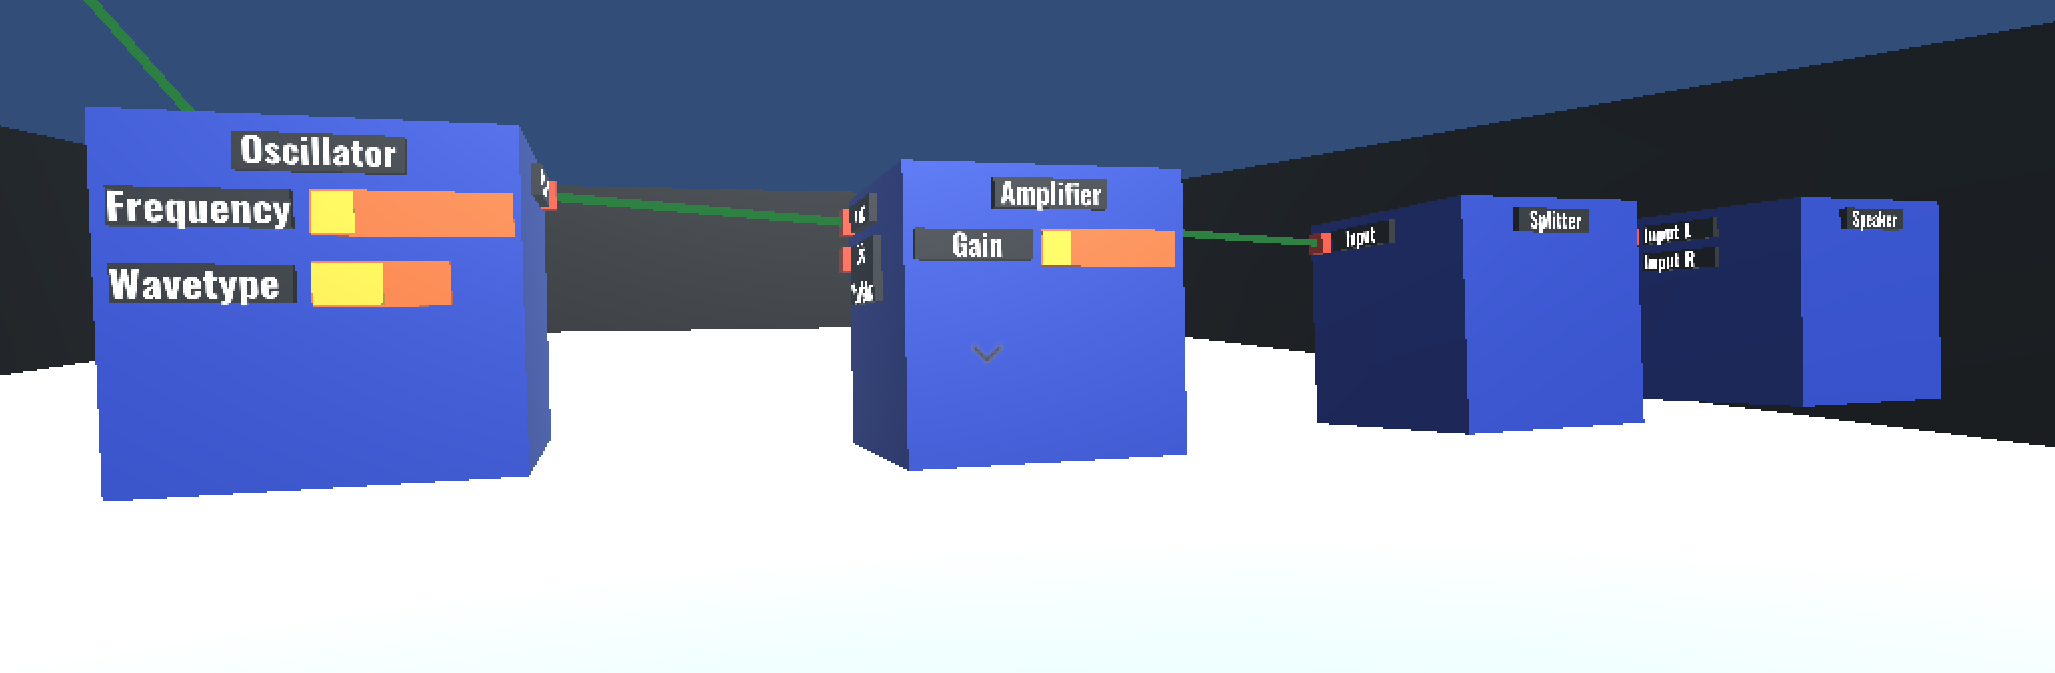 Oscillator
Frequency
Wavetype
Amplifier
Gain
Input
Splitter
Input L
Input R
Speaker